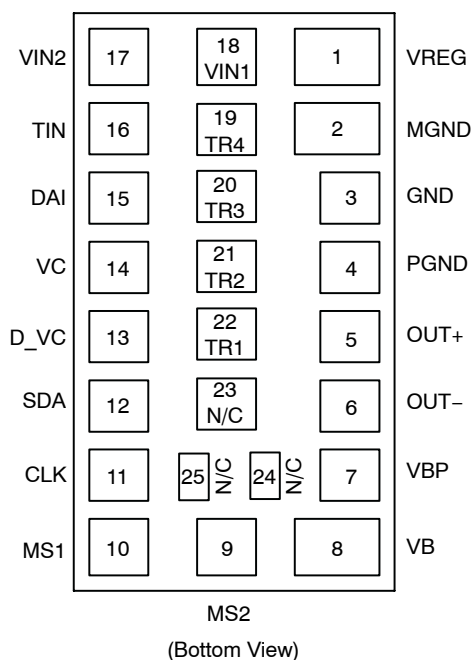 VIN2 17 18 1 VREG
VIN1
TIN 16 19 2 MGND
TR4
DAI 15 20 3 GND
TR3
VC 14 21 4 PGND
TR2
D_VC 13 22 5 OUT+
TR1
SDA 12 23 6 OUT−
N/C
CLK 11 25 N/C 24 N/C 7 VBP
MS1 10 9 8 VB
MS2
(Bottom View)